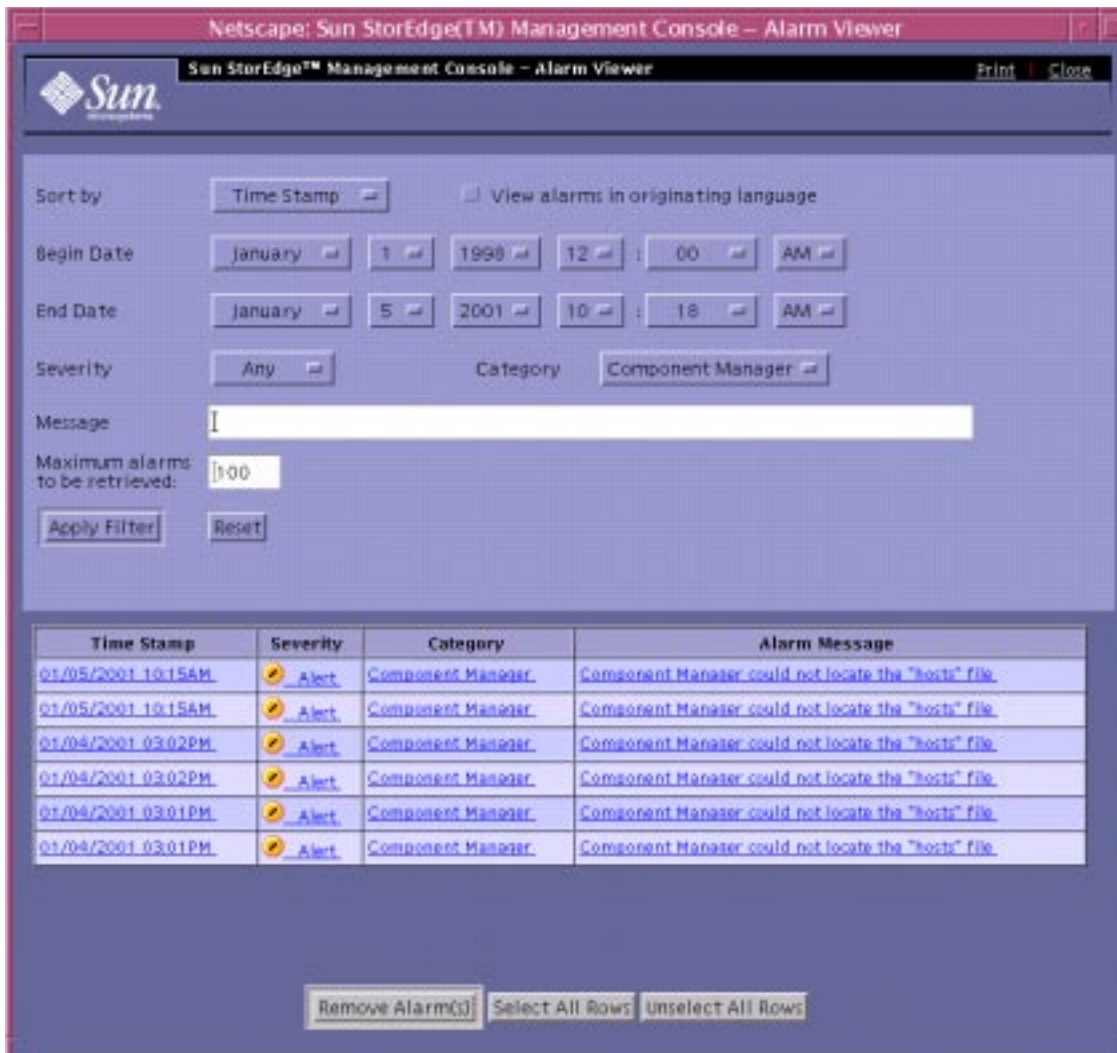 Netscape: Sun StorEdge(TM) Management Console – Alarm Viewer
Sun StorEdge™ Management Console – Alarm Viewer Print Close
Sun
microsystems
Sort by Time Stamp View alarms in originating language
Begin Date January 1 1998 12 : 00 AM
End Date January 5 2001 10 : 18 AM
Severity Any Category Component Manager
Message
Maximum alarms
to be retrieved: 100
Apply Filter Reset
Time Stamp Severity Category Alarm Message
01/05/2001 10:15AM Alert Component Manager Component Manager could not locate the "hosts" file
01/05/2001 10:15AM Alert Component Manager Component Manager could not locate the "hosts" file
01/04/2001 03:02PM Alert Component Manager Component Manager could not locate the "hosts" file
01/04/2001 03:02PM Alert Component Manager Component Manager could not locate the "hosts" file
01/04/2001 03:01PM Alert Component Manager Component Manager could not locate the "hosts" file
01/04/2001 03:01PM Alert Component Manager Component Manager could not locate the "hosts" file
Remove Alarm(s) Select All Rows Unselect All Rows